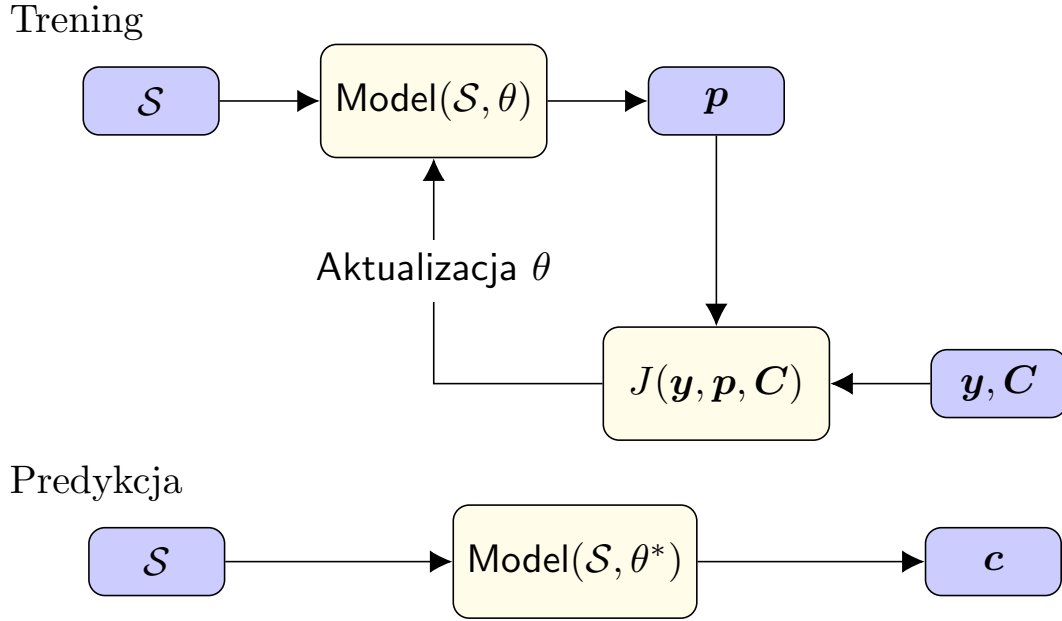 Trening
𝒮
Model(𝒮, θ)
p
Aktualizacja θ
J(y, p, C)
y, C
Predykcja
𝒮
Model(𝒮, θ*)
c